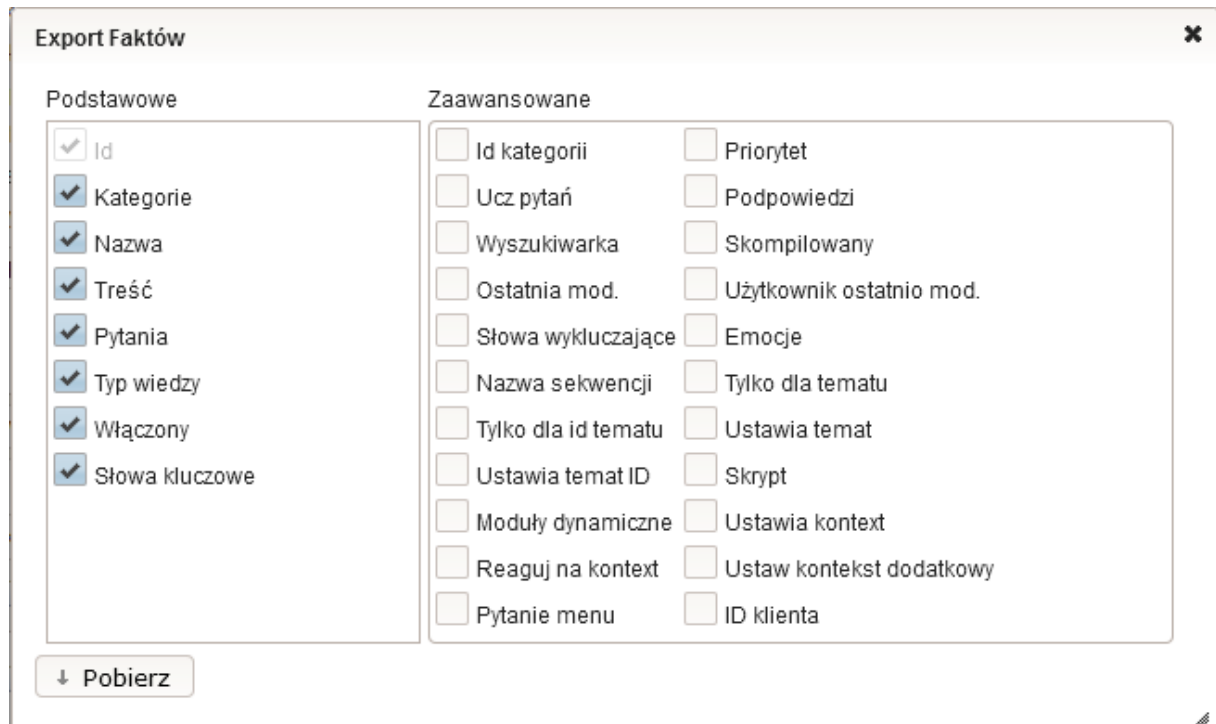 Export Faktów
Podstawowe
Id
Kategorie
Nazwa
Treść
Pytania
Typ wiedzy
Włączony
Słowa kluczowe
Zaawansowane
Id kategorii Priorytet
Ucz pytań Podpowiedzi
Wyszukiwarka Skompilowany
Ostatnia mod. Użytkownik ostatnio mod.
Słowa wykluczające Emocje
Nazwa sekwencji Tylko dla tematu
Tylko dla id tematu Ustawia temat
Ustawia temat ID Skrypt
Moduły dynamiczne Ustawia kontext
Reaguj na kontext Ustaw kontekst dodatkowy
Pytanie menu ID klienta
Pobierz